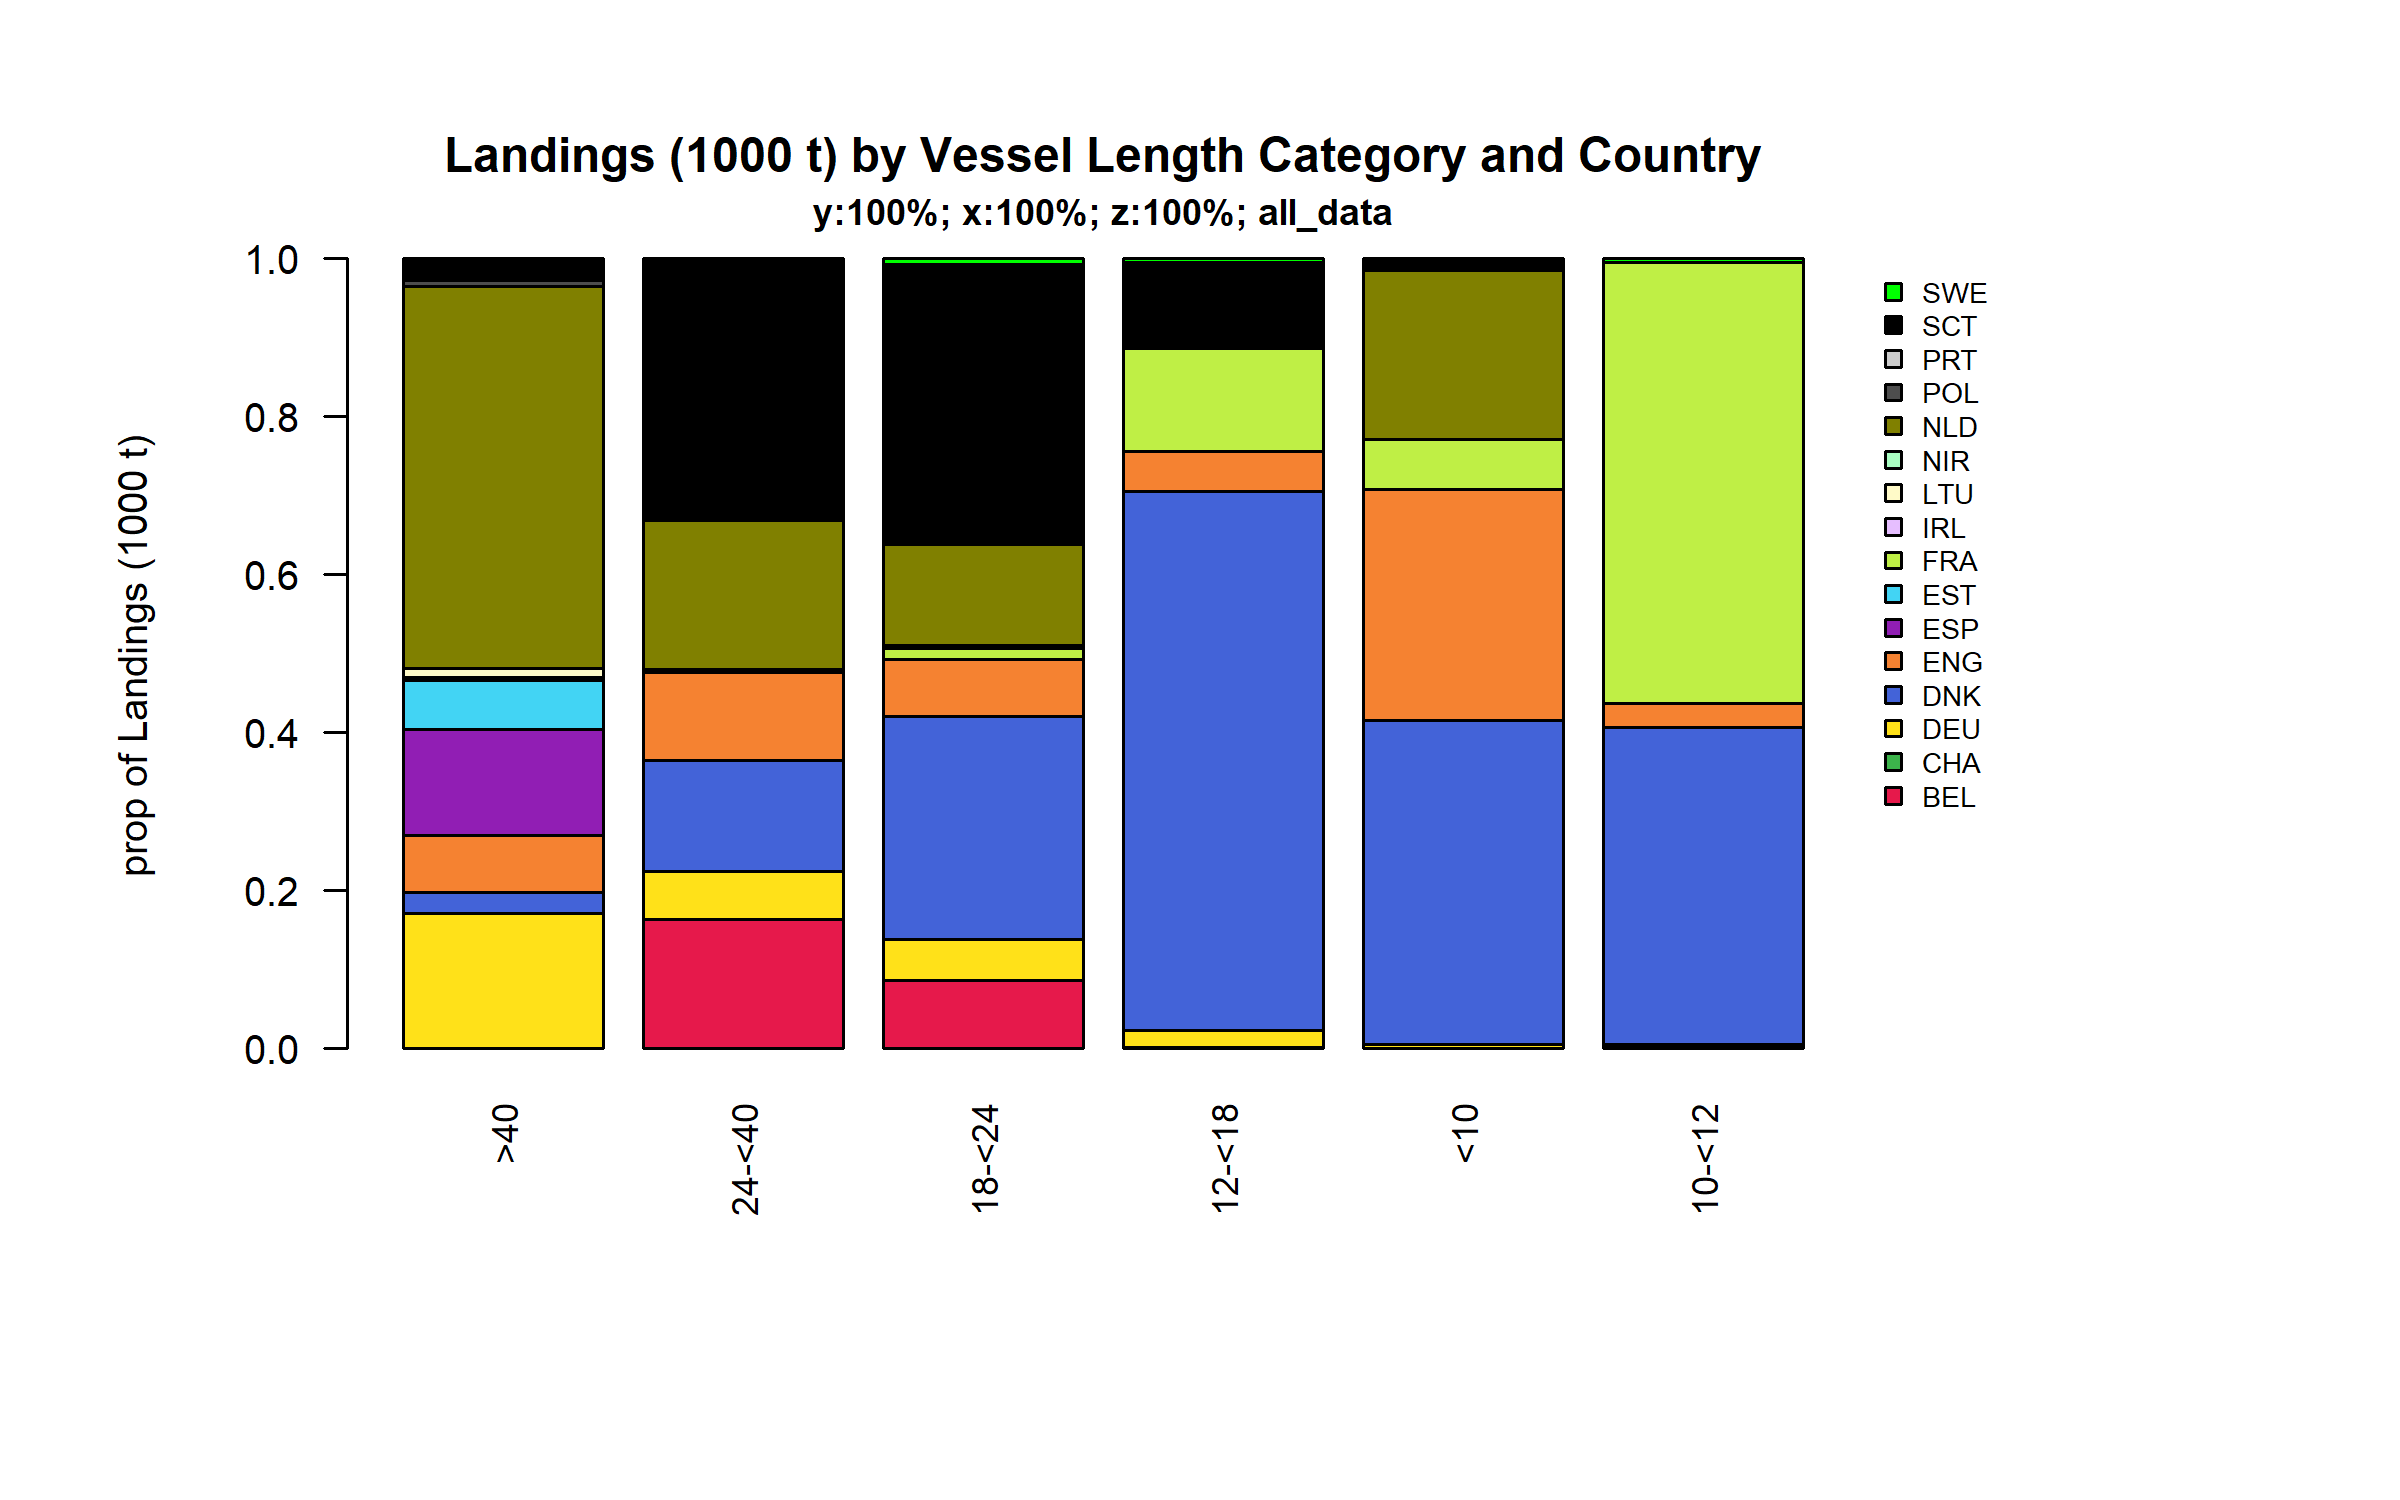 Landings (1000 t) by Vessel Length Category and Country
y:100%; x:100%; z:100%; all_data
prop of Landings (1000 t)
1.0
0.8
0.6
0.4
0.2
0.0
>40
24-<40
18-<24
12-<18
<10
10-<12
SWE
SCT
PRT
POL
NLD
NIR
LTU
IRL
FRA
EST
ESP
ENG
DNK
DEU
CHA
BEL